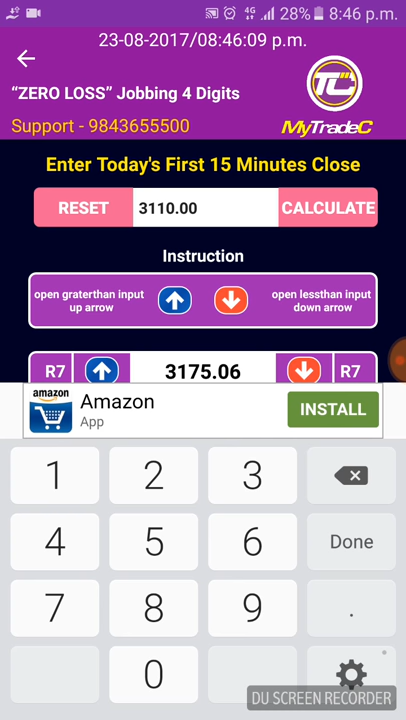 4G 28% 8:46 p.m.
23-08-2017/08:46:09 p.m.
“ZERO LOSS” Jobbing 4 Digits
Support - 9843655500
TC
MyTradeC
Enter Today's First 15 Minutes Close
RESET 3110.00 CALCULATE
Instruction
open graterthan input
up arrow
open lessthan input
down arrow
R7 3175.06 R7
amazon
Amazon
App
INSTALL
1 2 3
4 5 6 Done
7 8 9 .
0
DU SCREEN RECORDER